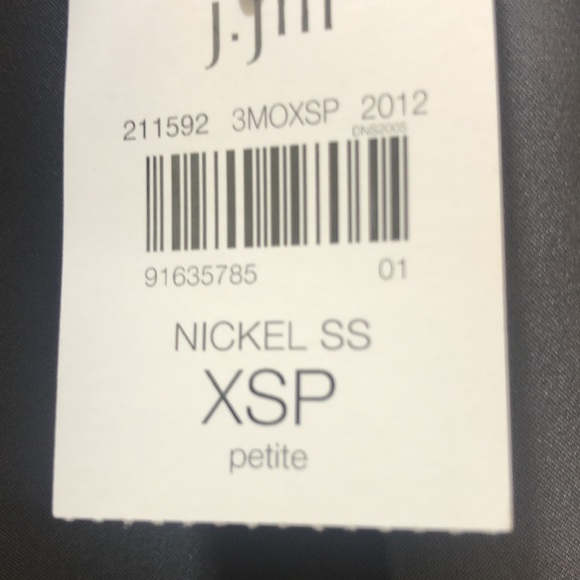 j.jill
211592 3MOXSP 2012
DNS2005
91635785 01
NICKEL SS
XSP
petite